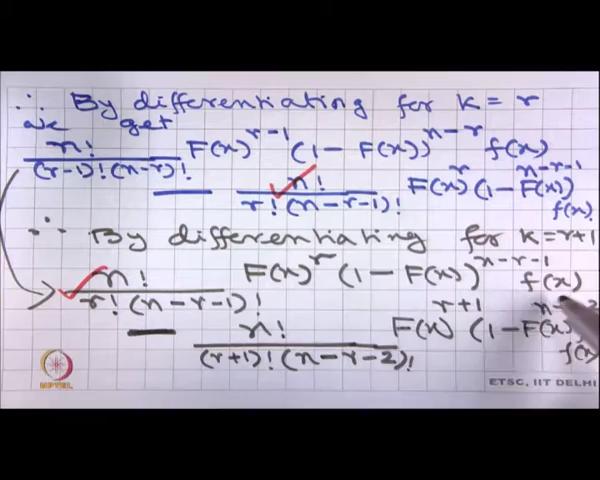 ∴ By differentiating for k = r
we get
n!/((r-1)!(n-r)!) F(x)^{r-1} (1 - F(x))^{n-r} f(x)
— n!/(r!(n-r-1)!) F(x)^{r} (1 - F(x))^{n-r-1} f(x)
∴ By differentiating for k = r+1
n!/(r!(n-r-1)!) F(x)^{r} (1 - F(x))^{n-r-1} f(x)
— n!/((r+1)!(n-r-2)!) F(x)^{r+1} (1-F(x)
NPTEL
ETSC, IIT DELHI